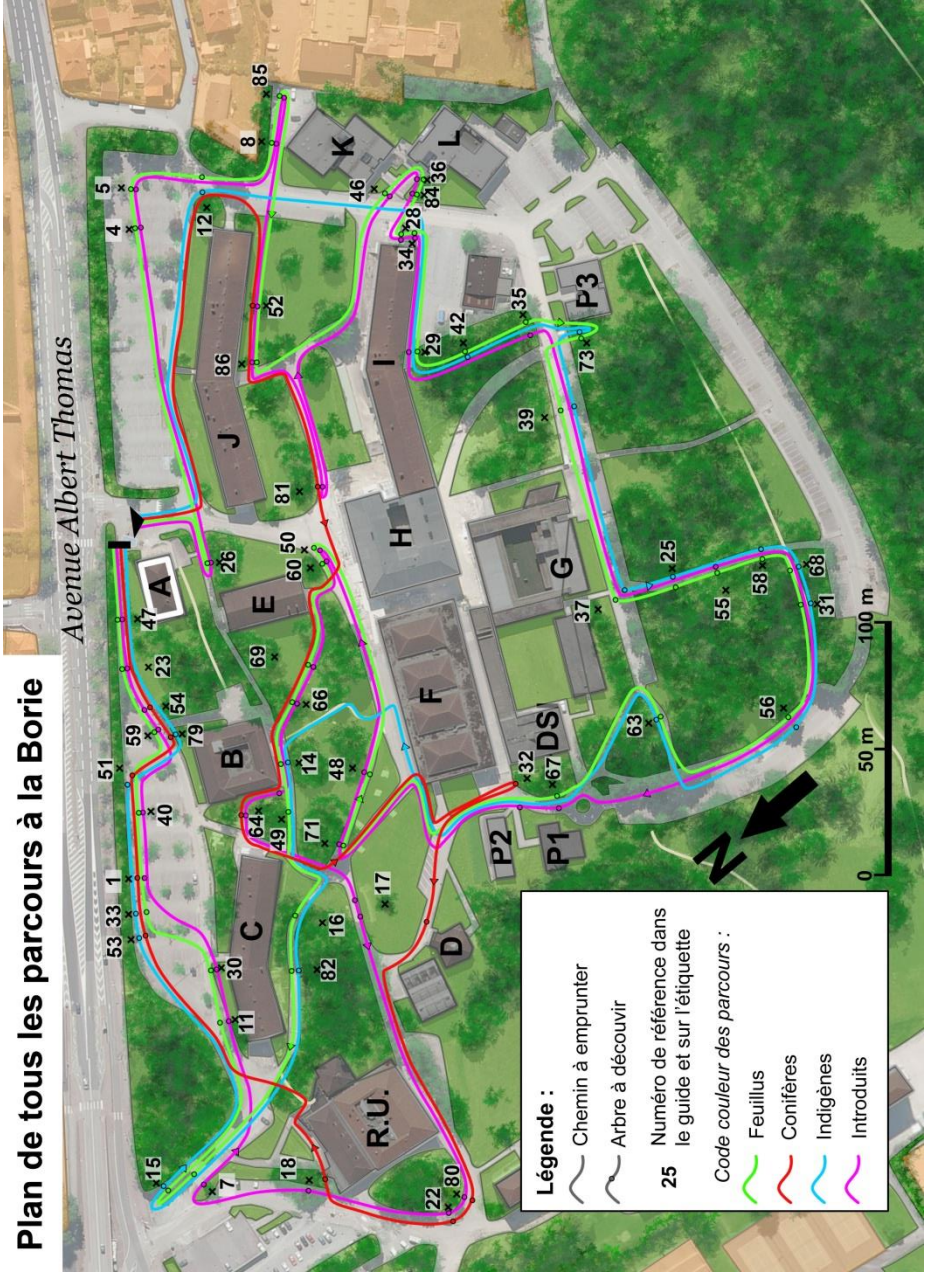 Plan de tous les parcours à la Borie
Avenue Albert Thomas
53 33 1 51 I 4 5
15 40 59 23 47 A
7 54 12
30 79 26 8 85
11 C B E J 86 52
18 64 49 69
82 16 71 14 66 60 50 81
R.U. 48 46 K
17 F H I 34 28
22 80 D 29 84 36 L
32 42
P2 67 DS G 35
P1 37 39 73 P3
63 25
56 55 58
31 68
N
0 50 m 100 m
Légende :
Chemin à emprunter
Arbre à découvir
25 Numéro de référence dans
le guide et sur l'étiquette
Code couleur des parcours :
Feuillus
Conifères
Indigènes
Introduits